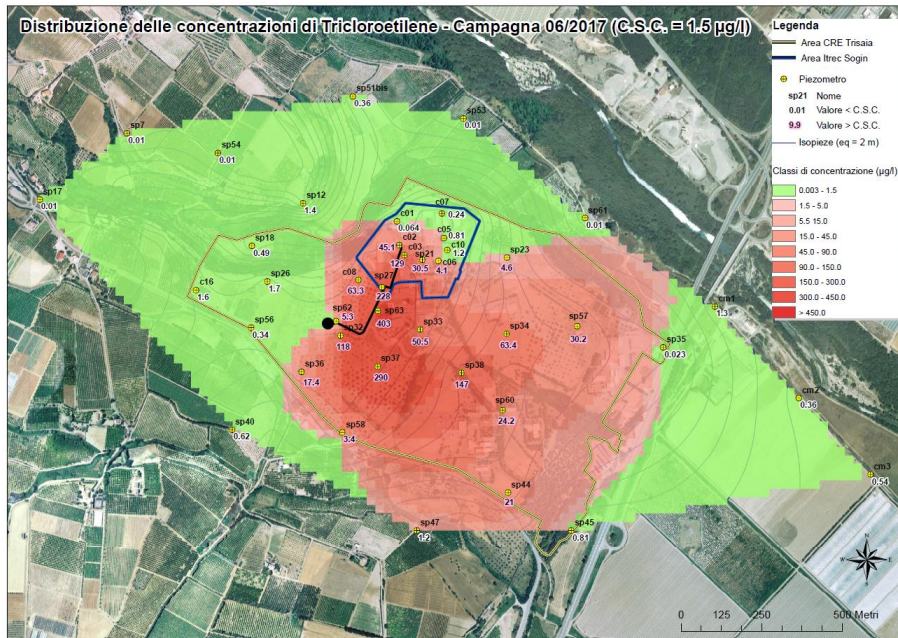 Distribuzione delle concentrazioni di Tricloroetilene - Campagna 06/2017 (C.S.C. = 1.5 µg/l)
Legenda
Area CRE Trisaia
Area Itrec Sogin
Piezometro
sp21 Nome
0.01 Valore < C.S.C.
9.9 Valore > C.S.C.
Isopieze (eq = 2 m)
Classi di concentrazione (µg/l)
0.003 - 1.5
1.5 - 5.0
5.5 15.0
15.0 - 45.0
45.0 - 90.0
90.0 - 150.0
150.0 - 300.0
300.0 - 450.0
> 450.0
sp51bis
0.36
sp53
0.01
sp7
0.01
sp54
0.01
sp17
0.01
sp12
1.4
c07
0.24
c01
0.064
sp61
0.01
c05
0.81
c02
45.1
c10
1.2
sp18
0.49
c03
129
sp21
30.5
c06
4.1
sp23
4.6
c08
63.3
sp27
228
sp26
1.7
c16
1.6
cm1
1.3
sp62
5.3
sp63
403
sp56
0.34
sp32
118
sp33
50.5
sp34
63.4
sp57
30.2
sp35
0.023
sp36
17.4
sp37
290
sp38
147
cm2
0.36
sp60
24.2
sp40
0.62
sp58
3.4
cm3
0.54
sp44
21
sp47
1.2
sp45
0.81
N
0 125 250 500 Metri